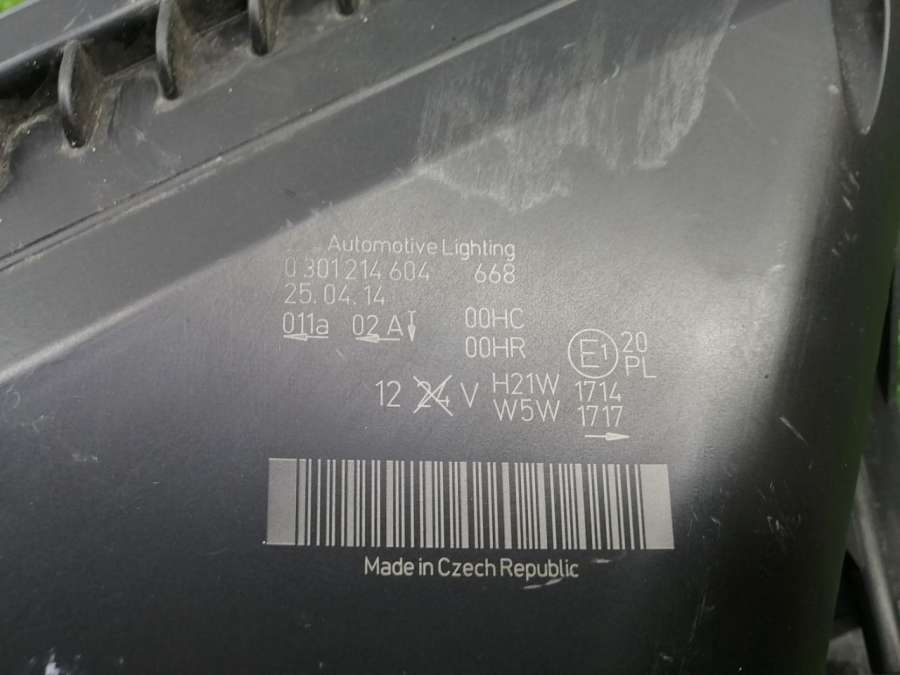 Automotive Lighting
0 301 214 604 668
25.04.14
011a 02 A 00HC
00HR E1 20
PL
12 24 V H21W 1714
W5W 1717
Made in Czech Republic